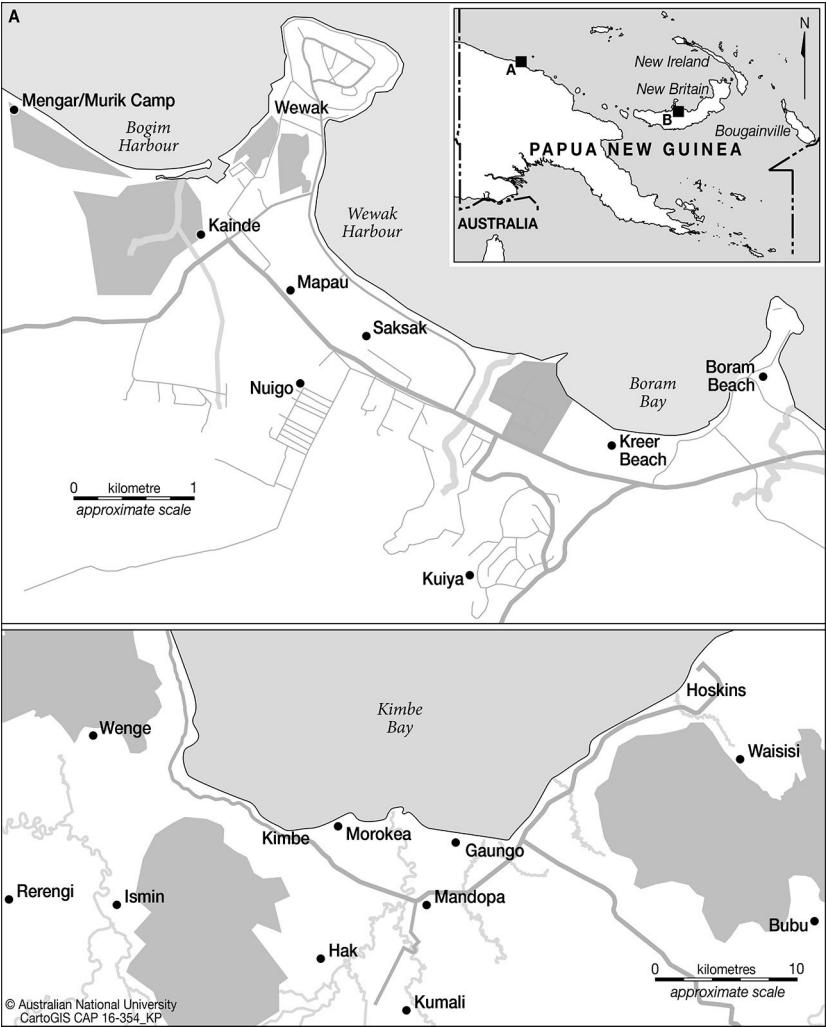 A
Mengar/Murik Camp
Bogim
Harbour
Wewak
Kainde
Wewak
Harbour
Mapau
Saksak
Nuigo
Boram
Beach
Boram
Bay
Kreer
Beach
0 kilometre 1
approximate scale
Kuiya
N
A
New Ireland
New Britain
B
Bougainville
PAPUA NEW GUINEA
AUSTRALIA
Kimbe
Bay
Hoskins
Wenge
Waisisi
Kimbe
Morokea
Gaungo
Rerengi
Ismin
Mandopa
Bubu
Hak
Kumali
0 kilometres 10
approximate scale
© Australian National University
CartoGIS CAP 16-354_KP